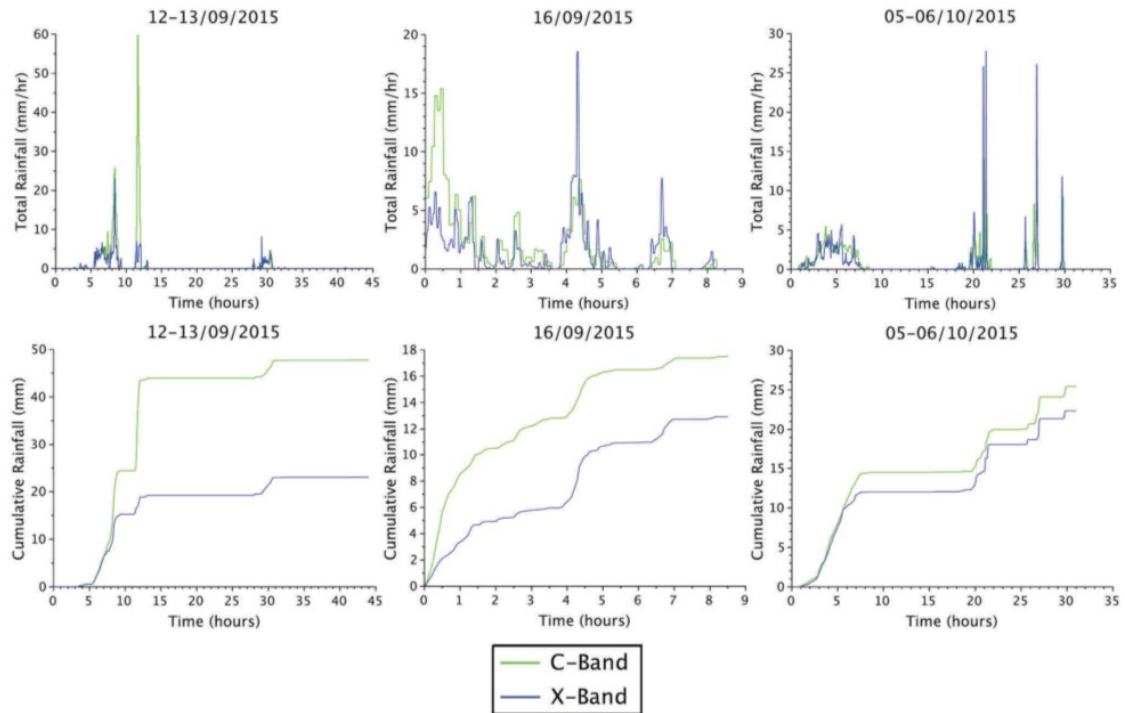 12-13/09/2015
Total Rainfall (mm/hr)
60
50
40
30
20
10
0
0 5 10 15 20 25 30 35 40 45
Time (hours)
16/09/2015
Total Rainfall (mm/hr)
20
15
10
5
0
0 1 2 3 4 5 6 7 8 9
Time (hours)
05-06/10/2015
Total Rainfall (mm/hr)
30
25
20
15
10
5
0
0 5 10 15 20 25 30 35
Time (hours)
12-13/09/2015
Cumulative Rainfall (mm)
50
40
30
20
10
0
0 5 10 15 20 25 30 35 40 45
Time (hours)
16/09/2015
Cumulative Rainfall (mm)
18
16
14
12
10
8
6
4
2
0
0 1 2 3 4 5 6 7 8 9
Time (hours)
05-06/10/2015
Cumulative Rainfall (mm)
30
25
20
15
10
5
0
0 5 10 15 20 25 30 35
Time (hours)
C-Band
X-Band